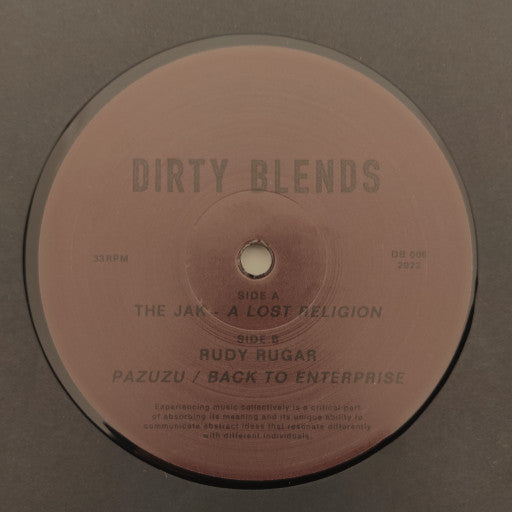 DIRTY BLENDS
33RPM
DB 006
2022
SIDE A
THE JAK - A LOST RELIGION
SIDE B
RUDY RUGAR
PAZUZU / BACK TO ENTERPRISE
Experiencing music collectively is a critical part
of absorbing its meaning and its unique ability to
communicate abstract ideas that resonate differently
with different individuals.